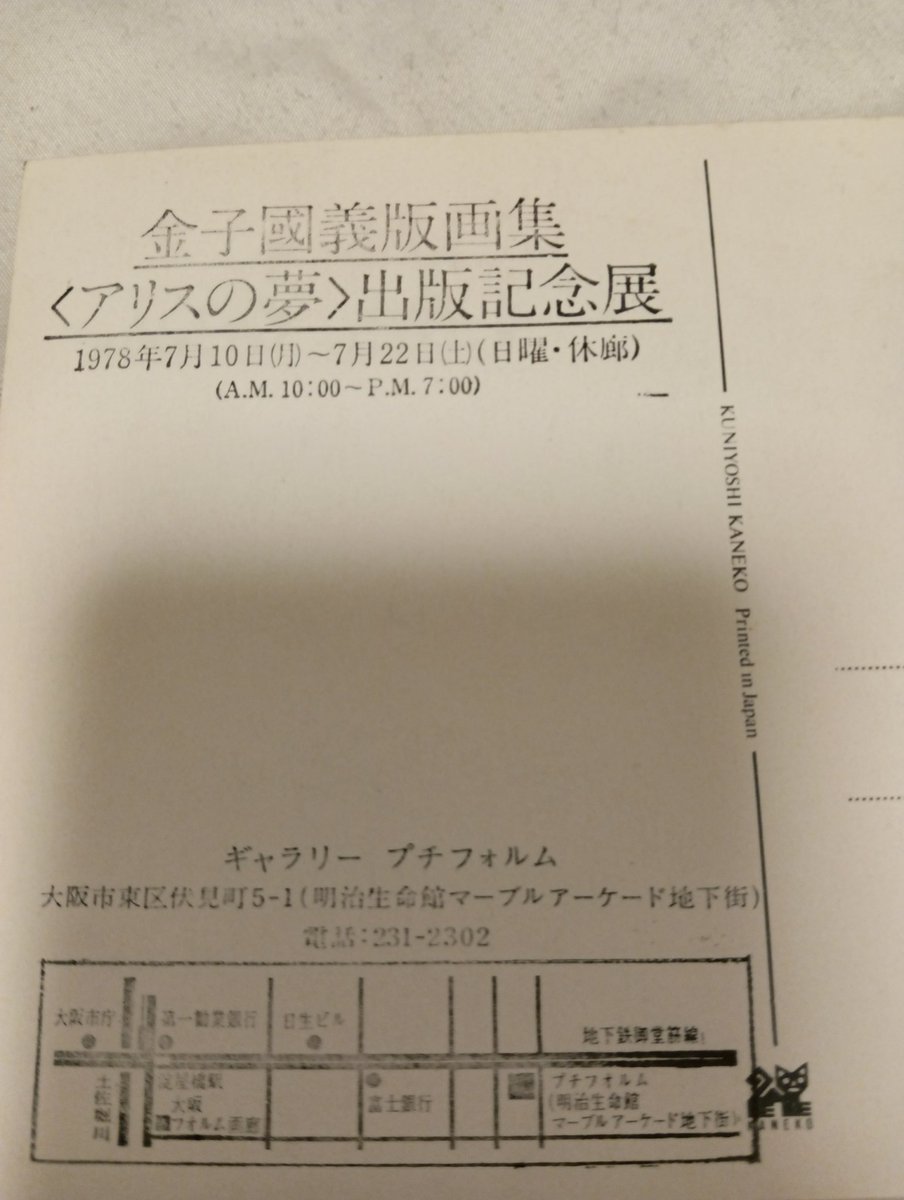 金子國義版画集
〈アリスの夢〉出版記念展
1978年7月10日(月)～7月22日(土)(日曜・休廊)
(A.M. 10:00～P.M. 7:00)
KUNIYOSHI KANEKO Printed in Japan
ギャラリー プチフォルム
大阪市東区伏見町5-1(明治生命館マーブルアーケード地下街)
電話:231-2302
大阪市庁
第一勧業銀行
日生ビル
地下鉄御堂筋線
土佐堀川
淀屋橋駅
大阪
フォルム画廊
富士銀行
プチフォルム
(明治生命館
マーブルアーケード地下街)
KANEKO